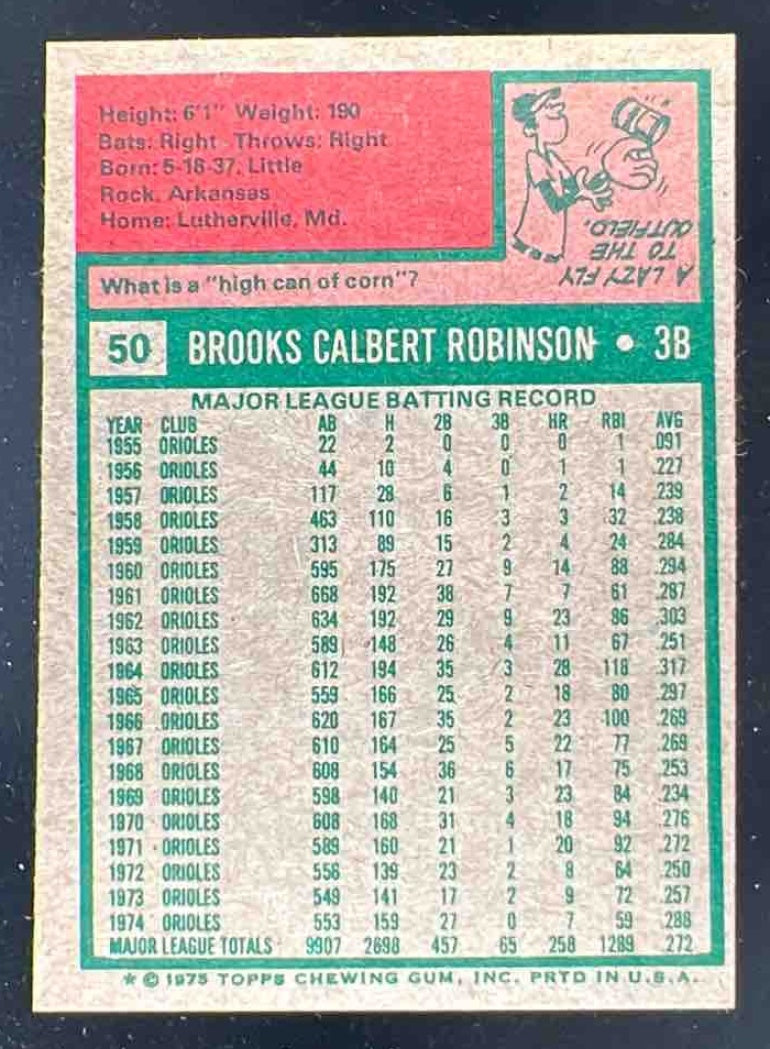 Height: 6'1" Weight: 190
Bats: Right Throws: Right
Born: 5-18-37, Little
Rock, Arkansas
Home: Lutherville, Md.
A LAZY FLY
TO THE
OUTFIELD.
What is a "high can of corn"?
50 BROOKS CALBERT ROBINSON • 3B
MAJOR LEAGUE BATTING RECORD
YEAR CLUB AB H 2B 3B HR RBI AVG
1955 ORIOLES 22 2 0 0 0 1 .091
1956 ORIOLES 44 10 4 0 1 1 .227
1957 ORIOLES 117 28 6 1 2 14 .239
1958 ORIOLES 463 110 16 3 3 32 .238
1959 ORIOLES 313 89 15 2 4 24 .284
1960 ORIOLES 595 175 27 9 14 88 .294
1961 ORIOLES 668 192 38 7 7 61 .287
1962 ORIOLES 634 192 29 9 23 86 .303
1963 ORIOLES 589 148 26 4 11 67 .251
1964 ORIOLES 612 194 35 3 28 118 .317
1965 ORIOLES 559 166 25 2 18 80 .297
1966 ORIOLES 620 167 35 2 23 100 .269
1967 ORIOLES 610 164 25 5 22 77 .269
1968 ORIOLES 608 154 36 6 17 75 .253
1969 ORIOLES 598 140 21 3 23 84 .234
1970 ORIOLES 608 168 31 4 18 94 .276
1971 ORIOLES 589 160 21 1 20 92 .272
1972 ORIOLES 556 139 23 2 8 64 .250
1973 ORIOLES 549 141 17 2 9 72 .257
1974 ORIOLES 553 159 27 0 7 59 .288
MAJOR LEAGUE TOTALS 9907 2698 457 65 258 1289 .272
* © 1975 TOPPS CHEWING GUM, INC. PRTD IN U.S.A.